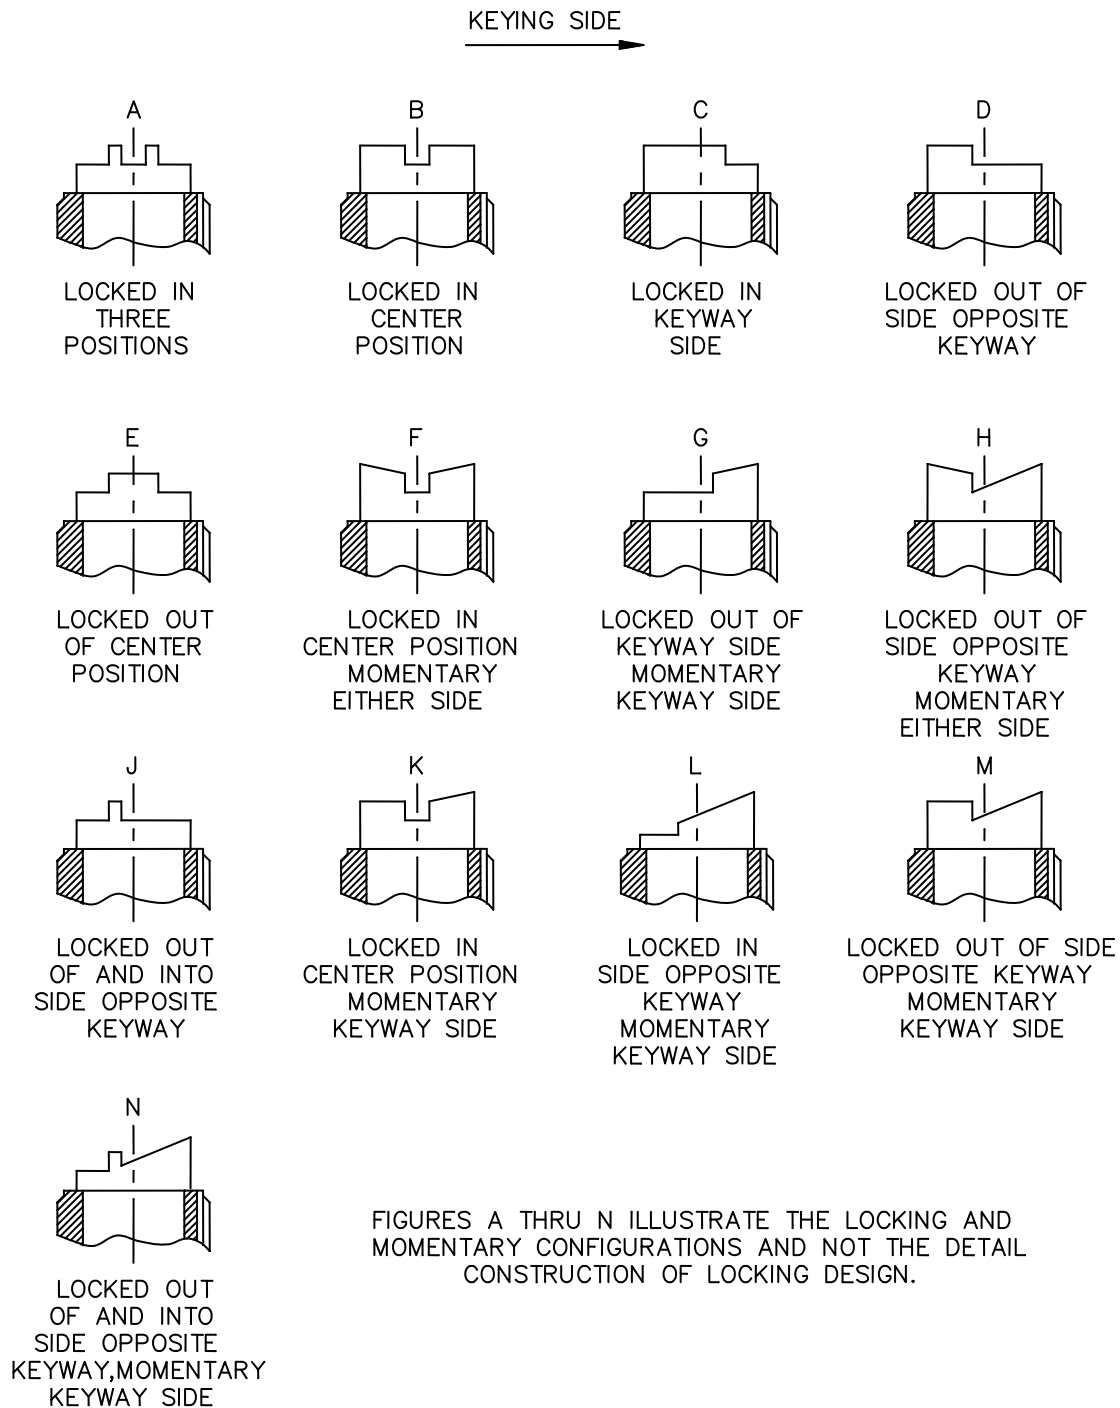 KEYING SIDE
A
LOCKED IN
THREE
POSITIONS
B
LOCKED IN
CENTER
POSITION
C
LOCKED IN
KEYWAY
SIDE
D
LOCKED OUT OF
SIDE OPPOSITE
KEYWAY
E
LOCKED OUT
OF CENTER
POSITION
F
LOCKED IN
CENTER POSITION
MOMENTARY
EITHER SIDE
G
LOCKED OUT OF
KEYWAY SIDE
MOMENTARY
KEYWAY SIDE
H
LOCKED OUT OF
SIDE OPPOSITE
KEYWAY
MOMENTARY
EITHER SIDE
J
LOCKED OUT
OF AND INTO
SIDE OPPOSITE
KEYWAY
K
LOCKED IN
CENTER POSITION
MOMENTARY
KEYWAY SIDE
L
LOCKED IN
SIDE OPPOSITE
KEYWAY
MOMENTARY
KEYWAY SIDE
M
LOCKED OUT OF SIDE
OPPOSITE KEYWAY
MOMENTARY
KEYWAY SIDE
N
LOCKED OUT
OF AND INTO
SIDE OPPOSITE
KEYWAY,MOMENTARY
KEYWAY SIDE
FIGURES A THRU N ILLUSTRATE THE LOCKING AND
MOMENTARY CONFIGURATIONS AND NOT THE DETAIL
CONSTRUCTION OF LOCKING DESIGN.